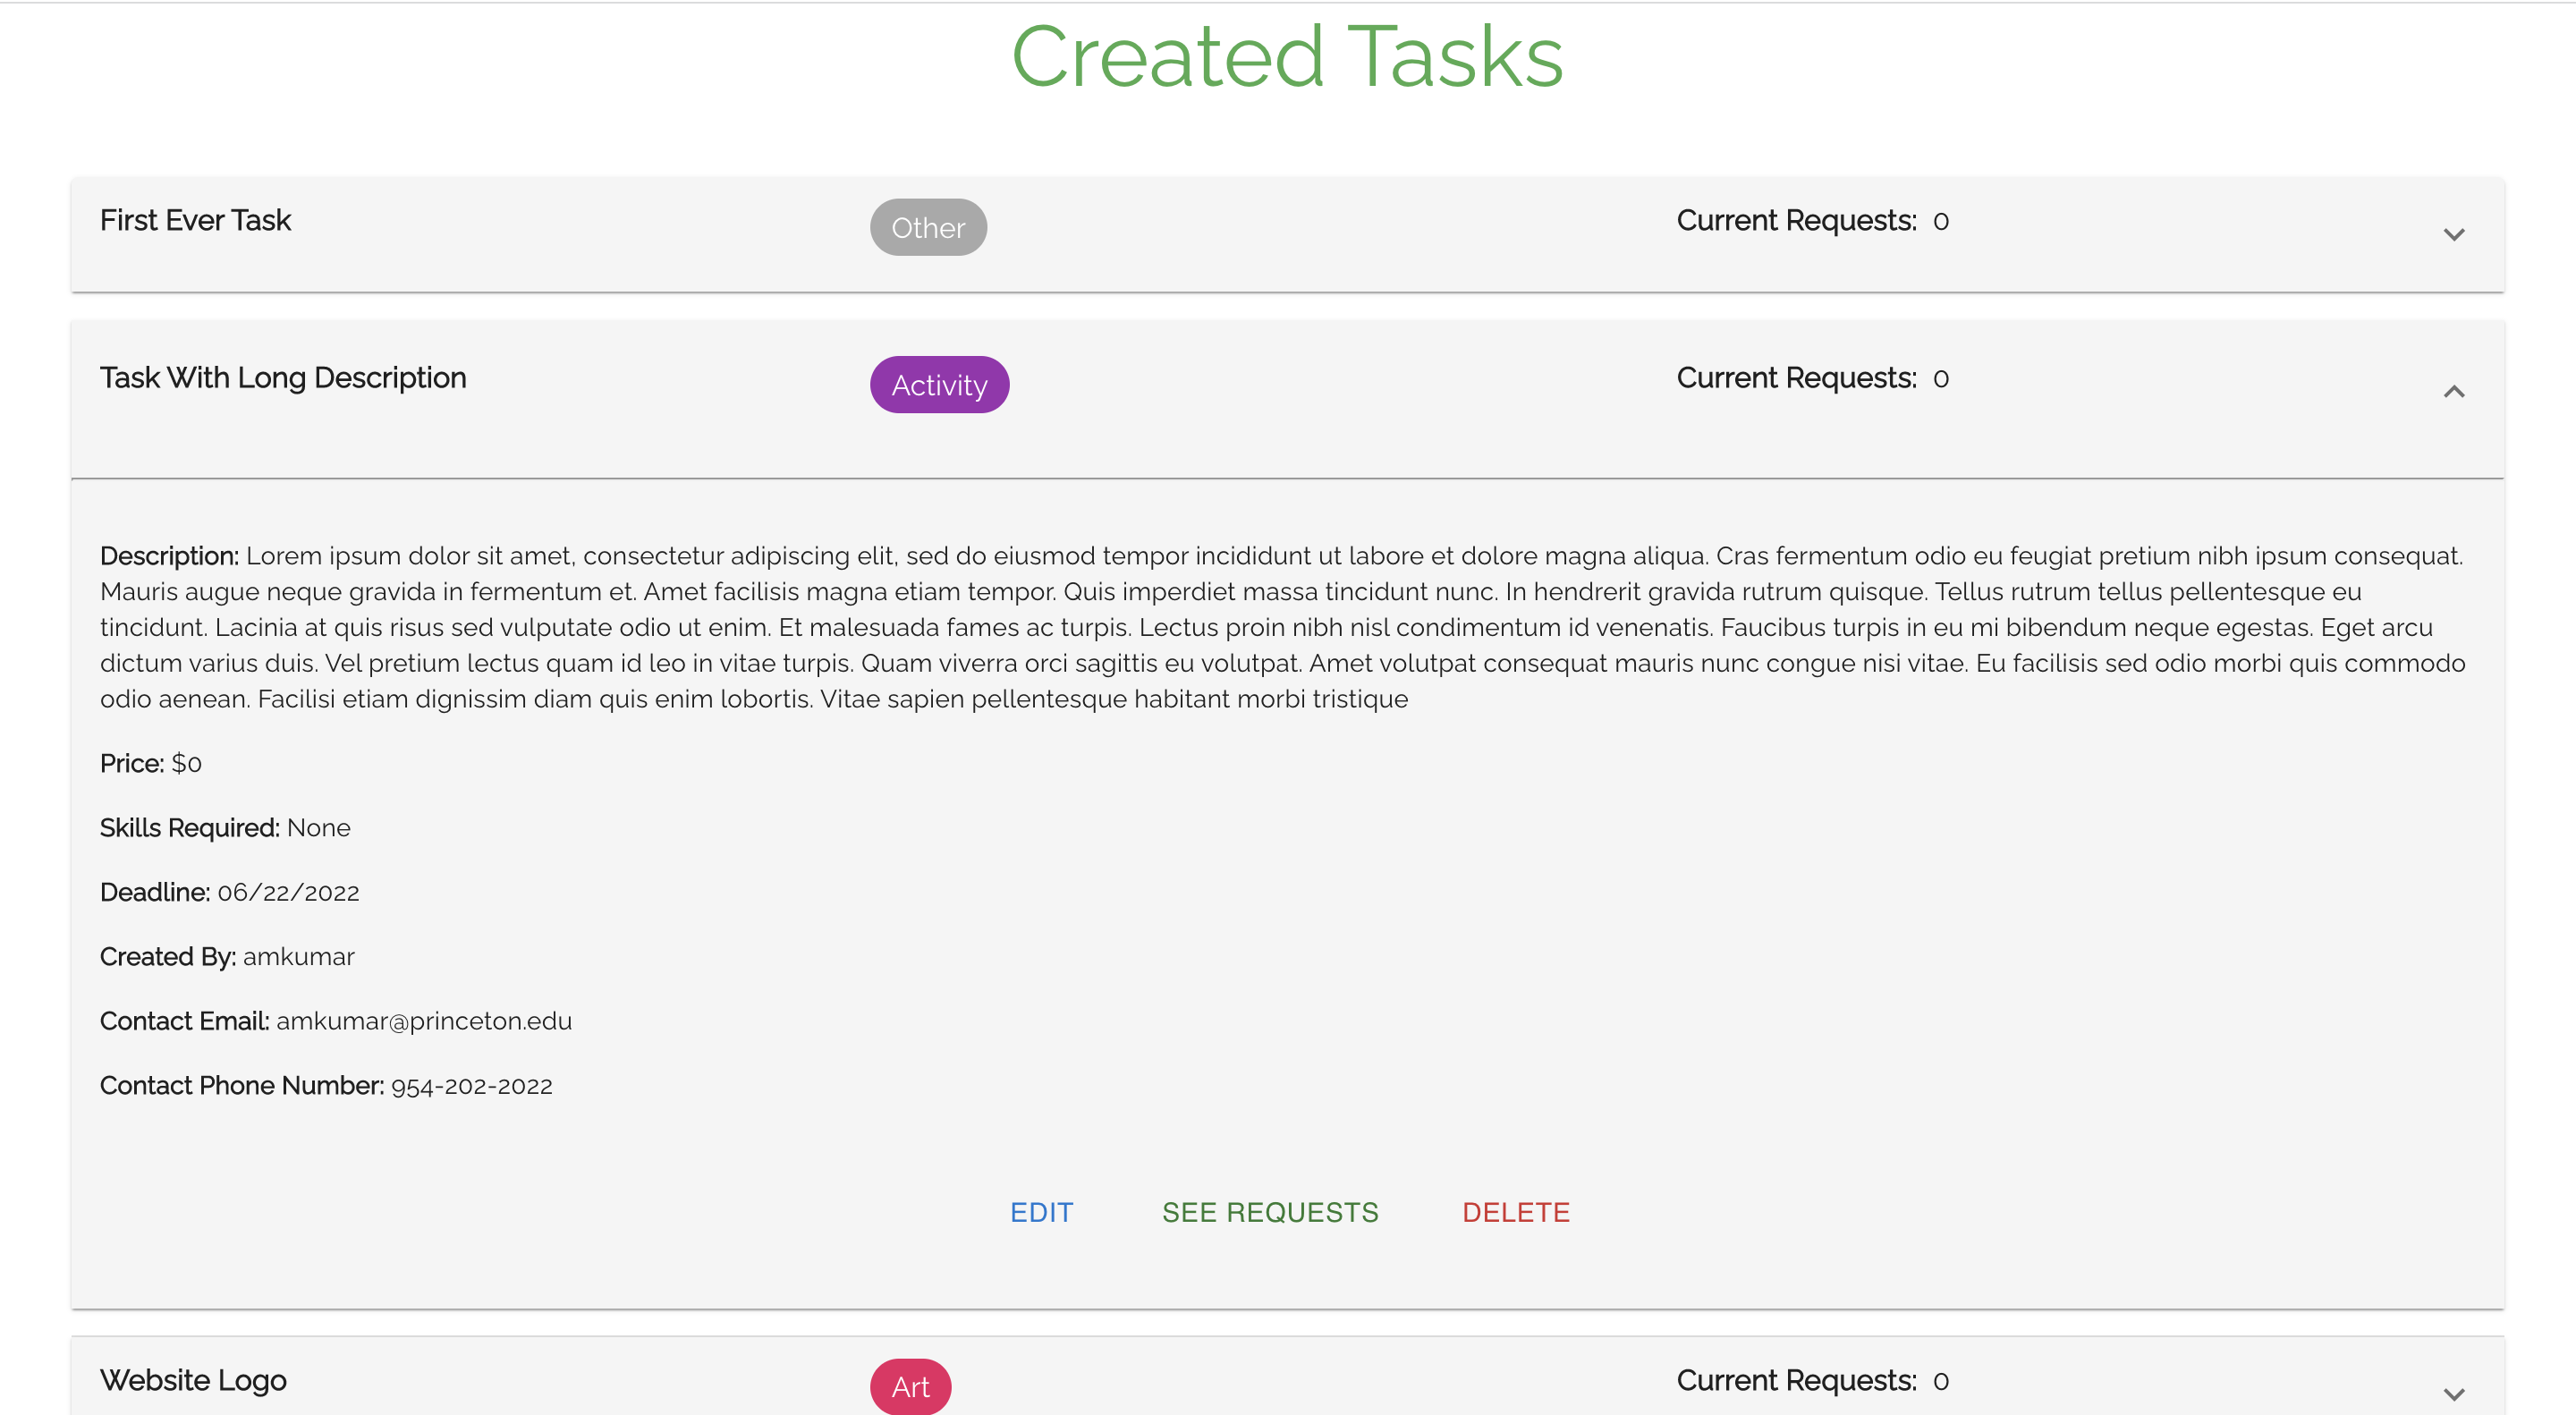 Created Tasks
First Ever Task Other Current Requests: 0
Task With Long Description Activity Current Requests: 0
Description: Lorem ipsum dolor sit amet, consectetur adipiscing elit, sed do eiusmod tempor incididunt ut labore et dolore magna aliqua. Cras fermentum odio eu feugiat pretium nibh ipsum consequat.
Mauris augue neque gravida in fermentum et. Amet facilisis magna etiam tempor. Quis imperdiet massa tincidunt nunc. In hendrerit gravida rutrum quisque. Tellus rutrum tellus pellentesque eu
tincidunt. Lacinia at quis risus sed vulputate odio ut enim. Et malesuada fames ac turpis. Lectus proin nibh nisl condimentum id venenatis. Faucibus turpis in eu mi bibendum neque egestas. Eget arcu
dictum varius duis. Vel pretium lectus quam id leo in vitae turpis. Quam viverra orci sagittis eu volutpat. Amet volutpat consequat mauris nunc congue nisi vitae. Eu facilisis sed odio morbi quis commodo
odio aenean. Facilisi etiam dignissim diam quis enim lobortis. Vitae sapien pellentesque habitant morbi tristique
Price: $0
Skills Required: None
Deadline: 06/22/2022
Created By: amkumar
Contact Email: amkumar@princeton.edu
Contact Phone Number: 954-202-2022
EDIT SEE REQUESTS DELETE
Website Logo Art Current Requests: 0